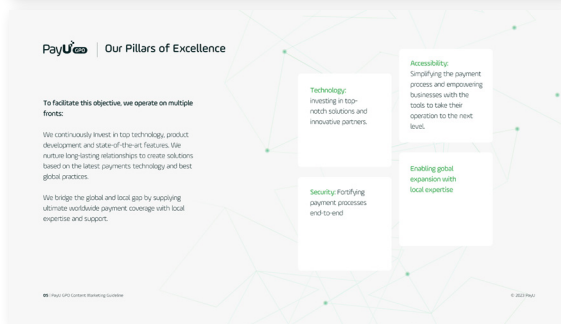 PayU GPO
Our Pillars of Excellence
To facilitate this objective, we operate on multiple
fronts:
We continuously invest in top technology, product
development and state-of-the-art features. We
nurture long-lasting relationships to create solutions
based on the latest payments technology and best
global practices.
We bridge the global and local gap by supplying
ultimate worldwide payment coverage with local
expertise and support.
Technology:
investing in top-
notch solutions and
innovative partners.
Security: Fortifying
payment processes
end-to-end
Accessibility:
Simplifying the payment
process and empowering
businesses with the
tools to take their
operation to the next
level.
Enabling gobal
expansion with
local expertise
05 | PayU GPO Content Marketing Guideline
© 2023 PayU